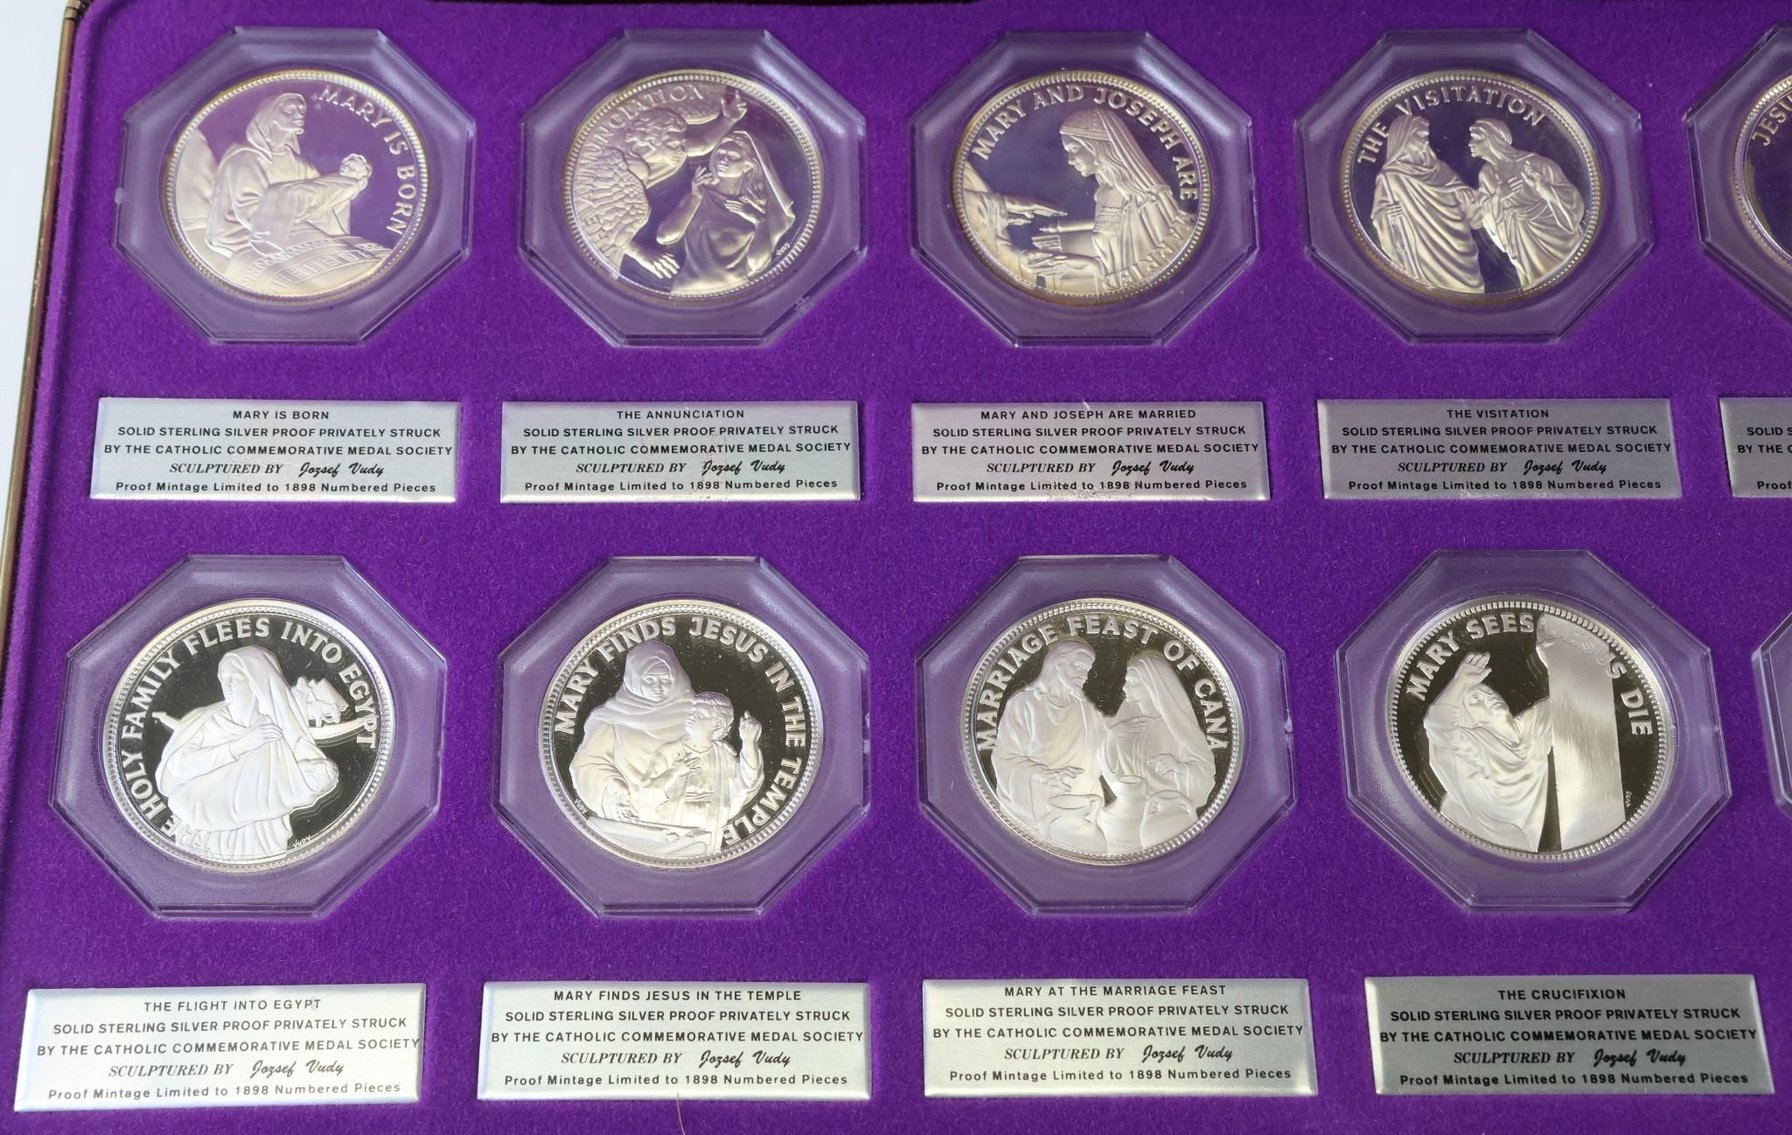 MARY IS BORN
ANNUNCIATION
MARY AND JOSEPH ARE
THE VISITATION
MARY IS BORN
SOLID STERLING SILVER PROOF PRIVATELY STRUCK
BY THE CATHOLIC COMMEMORATIVE MEDAL SOCIETY
SCULPTURED BY Jozsef Vudy
Proof Mintage Limited to 1898 Numbered Pieces
THE ANNUNCIATION
SOLID STERLING SILVER PROOF PRIVATELY STRUCK
BY THE CATHOLIC COMMEMORATIVE MEDAL SOCIETY
SCULPTURED BY Jozsef Vudy
Proof Mintage Limited to 1898 Numbered Pieces
MARY AND JOSEPH ARE MARRIED
SOLID STERLING SILVER PROOF PRIVATELY STRUCK
BY THE CATHOLIC COMMEMORATIVE MEDAL SOCIETY
SCULPTURED BY Jozsef Vudy
Proof Mintage Limited to 1898 Numbered Pieces
THE VISITATION
SOLID STERLING SILVER PROOF PRIVATELY STRUCK
BY THE CATHOLIC COMMEMORATIVE MEDAL SOCIETY
SCULPTURED BY Jozsef Vudy
Proof Mintage Limited to 1898 Numbered Pieces
SOLID S
BY THE C
Proof
THE HOLY FAMILY FLEES INTO EGYPT
VUDY
MARY FINDS JESUS IN THE TEMPLE
VUDY
MARRIAGE FEAST OF CANA
MARY SEES JESUS DIE
VUDY
THE FLIGHT INTO EGYPT
SOLID STERLING SILVER PROOF PRIVATELY STRUCK
BY THE CATHOLIC COMMEMORATIVE MEDAL SOCIETY
SCULPTURED BY Jozsef Vudy
Proof Mintage Limited to 1898 Numbered Pieces
MARY FINDS JESUS IN THE TEMPLE
SOLID STERLING SILVER PROOF PRIVATELY STRUCK
BY THE CATHOLIC COMMEMORATIVE MEDAL SOCIETY
SCULPTURED BY Jozsef Vudy
Proof Mintage Limited to 1898 Numbered Pieces
MARY AT THE MARRIAGE FEAST
SOLID STERLING SILVER PROOF PRIVATELY STRUCK
BY THE CATHOLIC COMMEMORATIVE MEDAL SOCIETY
SCULPTURED BY Jozsef Vudy
Proof Mintage Limited to 1898 Numbered Pieces
THE CRUCIFIXION
SOLID STERLING SILVER PROOF PRIVATELY STRUCK
BY THE CATHOLIC COMMEMORATIVE MEDAL SOCIETY
SCULPTURED BY Jozsef Vudy
Proof Mintage Limited to 1898 Numbered Pieces